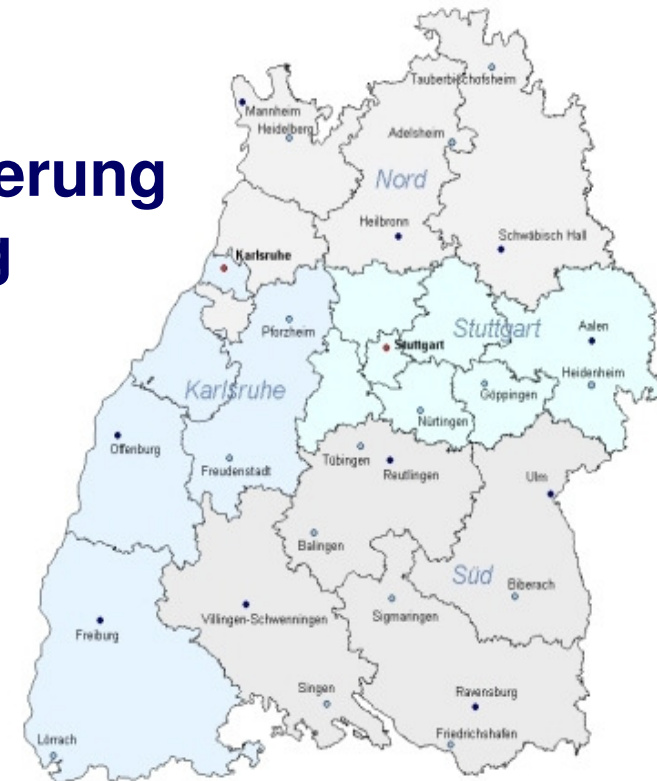 erung
g
Tauberbischofsheim
Mannheim
Heidelberg
Adelsheim
Nord
Heilbronn
Schwäbisch Hall
Karlsruhe
Pforzheim
Stuttgart
Stuttgart
Aalen
Heidenheim
Karlsruhe
Göppingen
Nürtingen
Offenburg
Freudenstadt
Tübingen
Reutlingen
Ulm
Balingen
Süd
Biberach
Villingen-Schwenningen
Sigmaringen
Freiburg
Singen
Ravensburg
Friedrichshafen
Lörrach